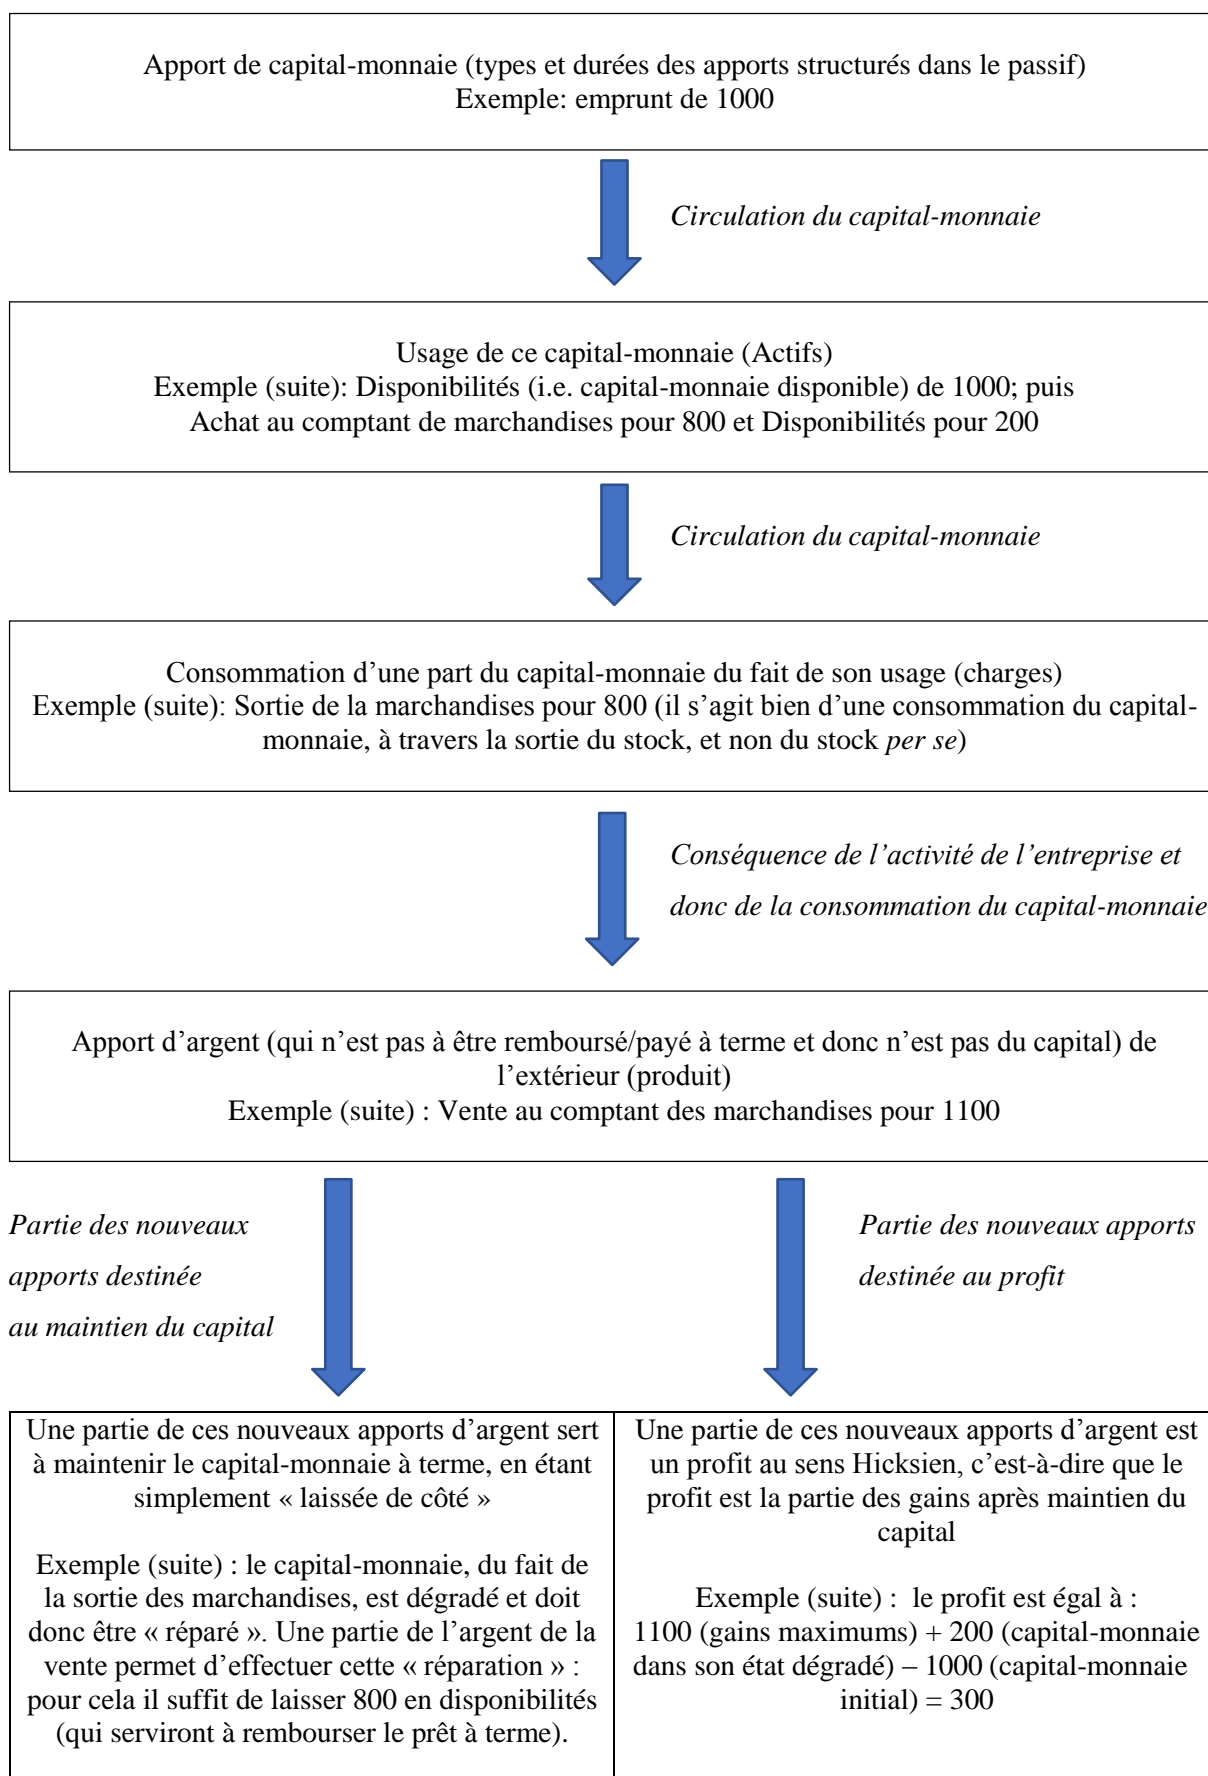 Apport de capital-monnaie (types et durées des apports structurés dans le passif)
Exemple: emprunt de 1000
Circulation du capital-monnaie
Usage de ce capital-monnaie (Actifs)
Exemple (suite): Disponibilités (i.e. capital-monnaie disponible) de 1000; puis
Achat au comptant de marchandises pour 800 et Disponibilités pour 200
Circulation du capital-monnaie
Consommation d’une part du capital-monnaie du fait de son usage (charges)
Exemple (suite): Sortie de la marchandises pour 800 (il s’agit bien d’une consommation du capital-
monnaie, à travers la sortie du stock, et non du stock per se)
Conséquence de l’activité de l’entreprise et
donc de la consommation du capital-monnaie
Apport d’argent (qui n’est pas à être remboursé/payé à terme et donc n’est pas du capital) de
l’extérieur (produit)
Exemple (suite) : Vente au comptant des marchandises pour 1100
Partie des nouveaux
apports destinée
au maintien du capital
Partie des nouveaux apports
destinée au profit
Une partie de ces nouveaux apports d’argent sert
à maintenir le capital-monnaie à terme, en étant
simplement « laissée de côté »
Exemple (suite) : le capital-monnaie, du fait de
la sortie des marchandises, est dégradé et doit
donc être « réparé ». Une partie de l’argent de la
vente permet d’effectuer cette « réparation » :
pour cela il suffit de laisser 800 en disponibilités
(qui serviront à rembourser le prêt à terme).
Une partie de ces nouveaux apports d’argent est
un profit au sens Hicksien, c’est-à-dire que le
profit est la partie des gains après maintien du
capital
Exemple (suite) : le profit est égal à :
1100 (gains maximums) + 200 (capital-monnaie
dans son état dégradé) – 1000 (capital-monnaie
initial) = 300